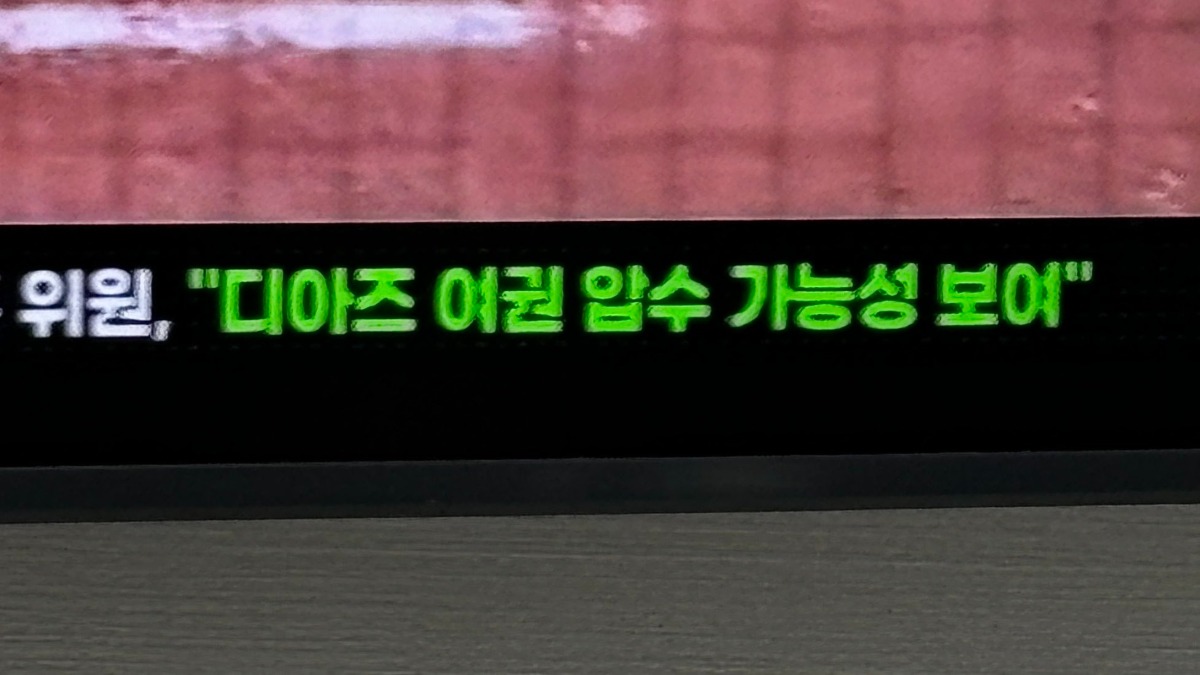 위원, "디아즈 여권 압수 가능성 보여"